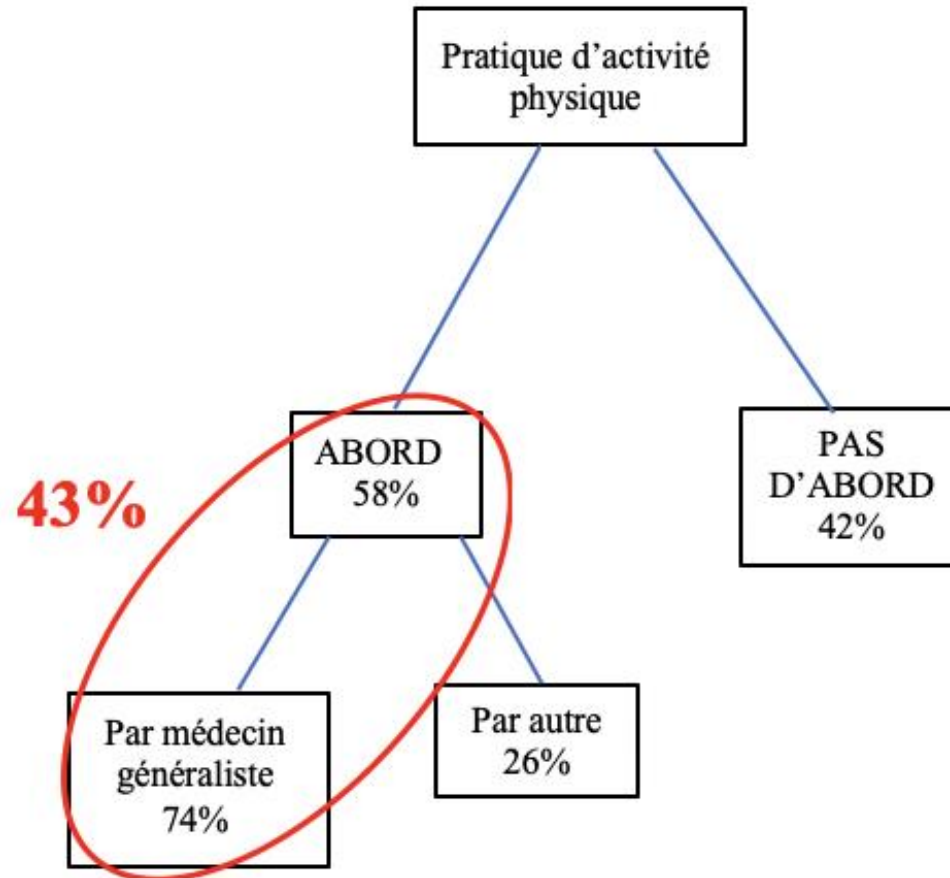 Pratique d’activité
physique
ABORD
58%
PAS
D’ABORD
42%
43%
Par médecin
généraliste
74%
Par autre
26%